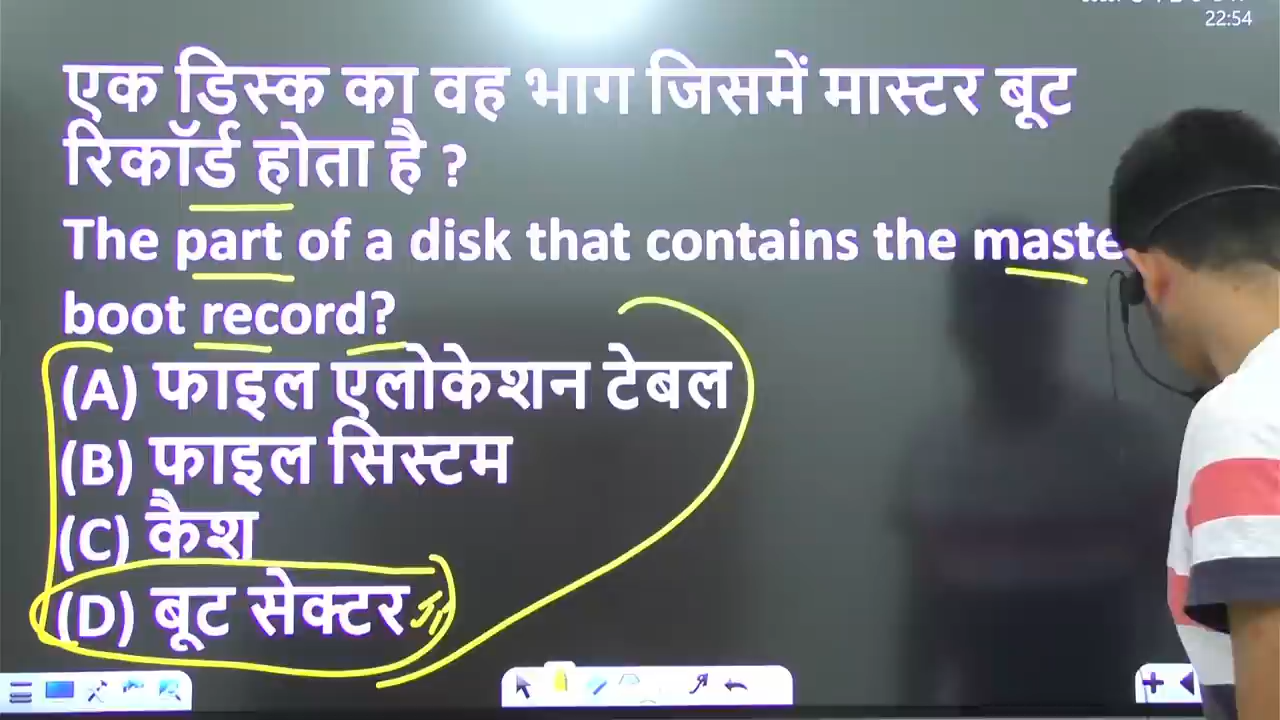 22:54
एक डिस्क का वह भाग जिसमें मास्टर बूट
रिकॉर्ड होता है ?
The part of a disk that contains the maste
boot record?
(A) फाइल एलोकेशन टेबल
(B) फाइल सिस्टम
(C) कैश
(D) बूट सेक्टर